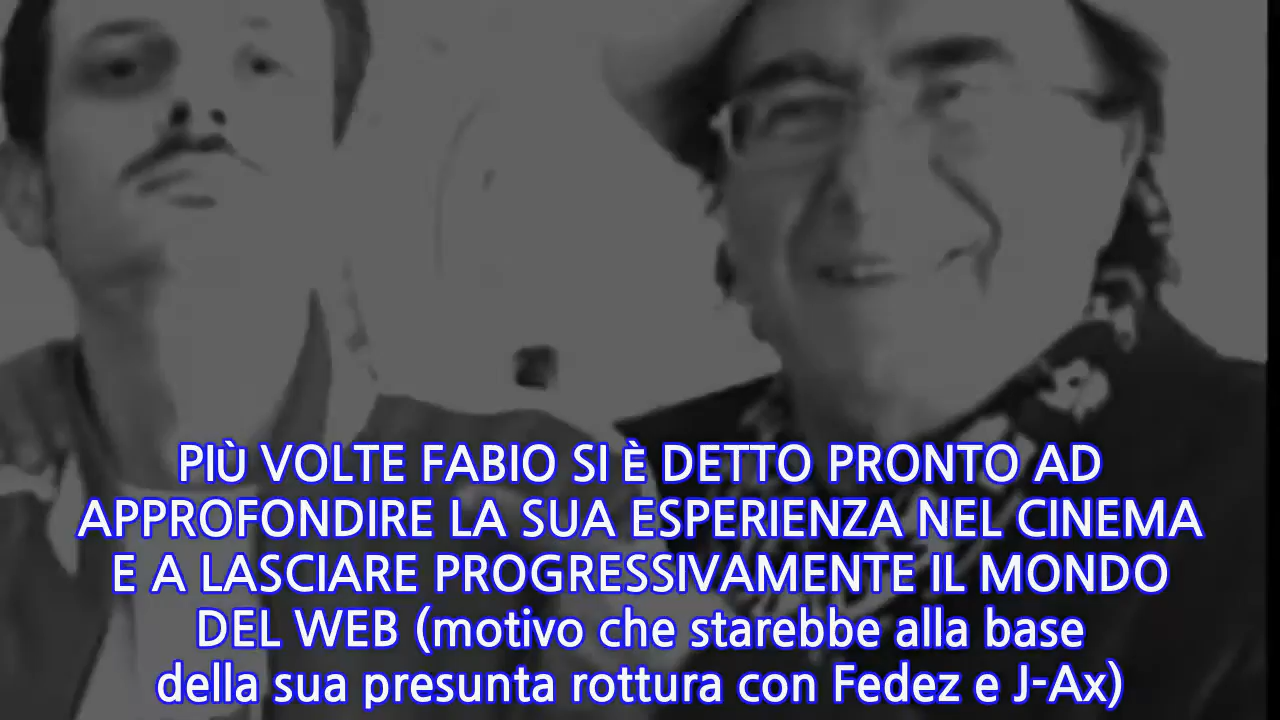 PIÙ VOLTE FABIO SI È DETTO PRONTO AD
APPROFONDIRE LA SUA ESPERIENZA NEL CINEMA
E A LASCIARE PROGRESSIVAMENTE IL MONDO
DEL WEB (motivo che starebbe alla base
della sua presunta rottura con Fedez e J-Ax)